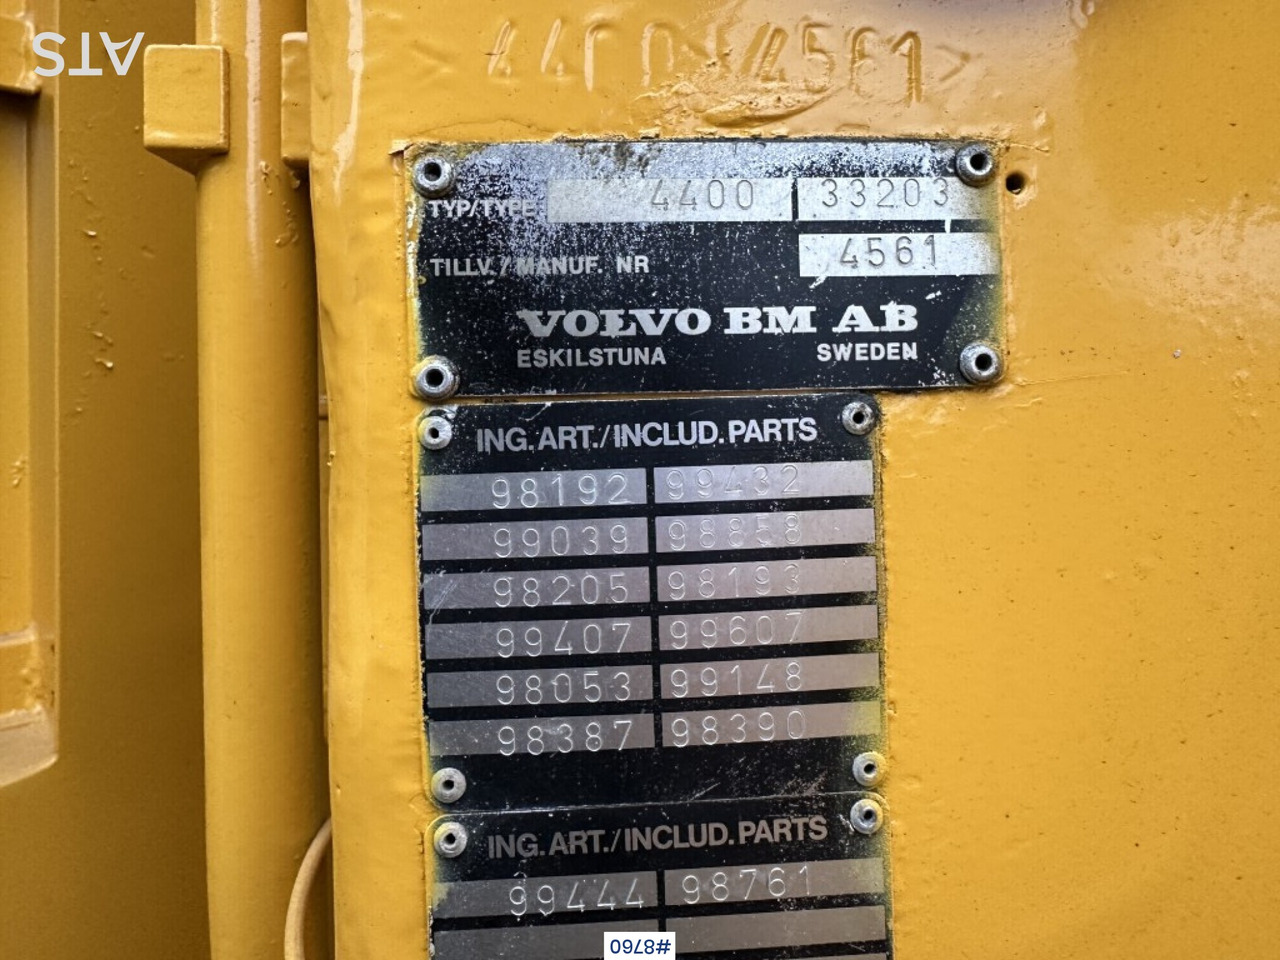 ATS
4400 4561>
TYP/TYPE 4400 33203
TILLV./MANUF. NR 4561
VOLVO BM AB
ESKILSTUNA SWEDEN
ING. ART./INCLUD. PARTS
98192 99432
99039 98858
98205 98193
99407 99607
98053 99148
98387 98390
ING. ART./INCLUD. PARTS
99444 98761
#8760